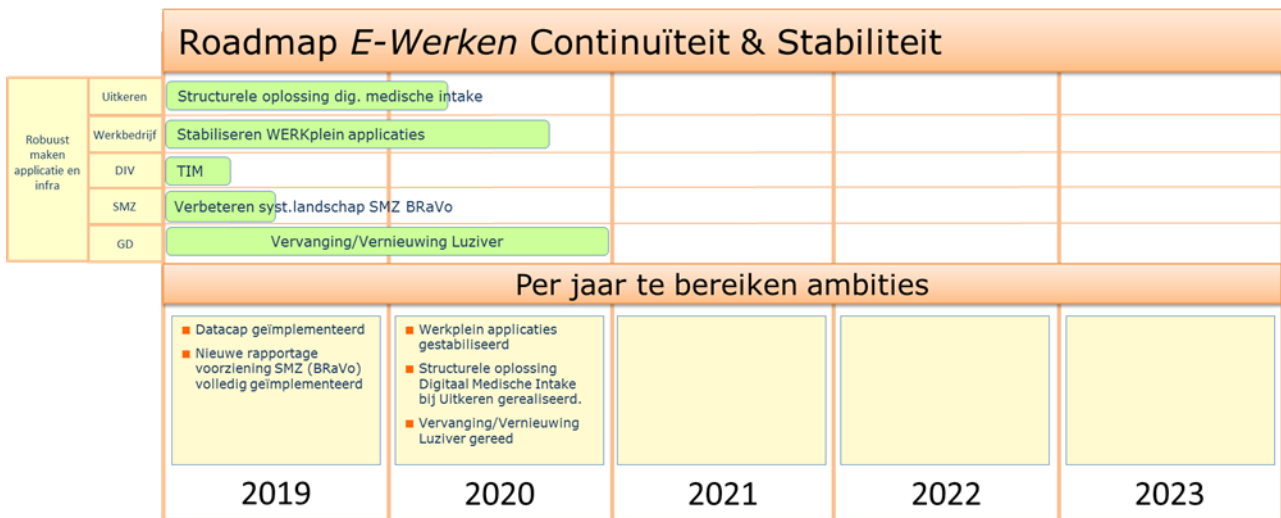 Roadmap E-Werken Continuïteit & Stabiliteit
Robuust
maken
applicatie en
infra
Uitkeren
Structurele oplossing dig. medische intake
Werkbedrijf
Stabiliseren WERKplein applicaties
DIV
TIM
SMZ
Verbeteren syst.landschap SMZ BRaVo
GD
Vervanging/Vernieuwing Luziver
Per jaar te bereiken ambities
Datacap geïmplementeerd
Nieuwe rapportage
voorziening SMZ (BRaVo)
volledig geïmplementeerd
Werkplein applicaties
gestabiliseerd
Structurele oplossing
Digitaal Medische Intake
bij Uitkeren gerealiseerd.
Vervanging/Vernieuwing
Luziver gereed
2019
2020
2021
2022
2023